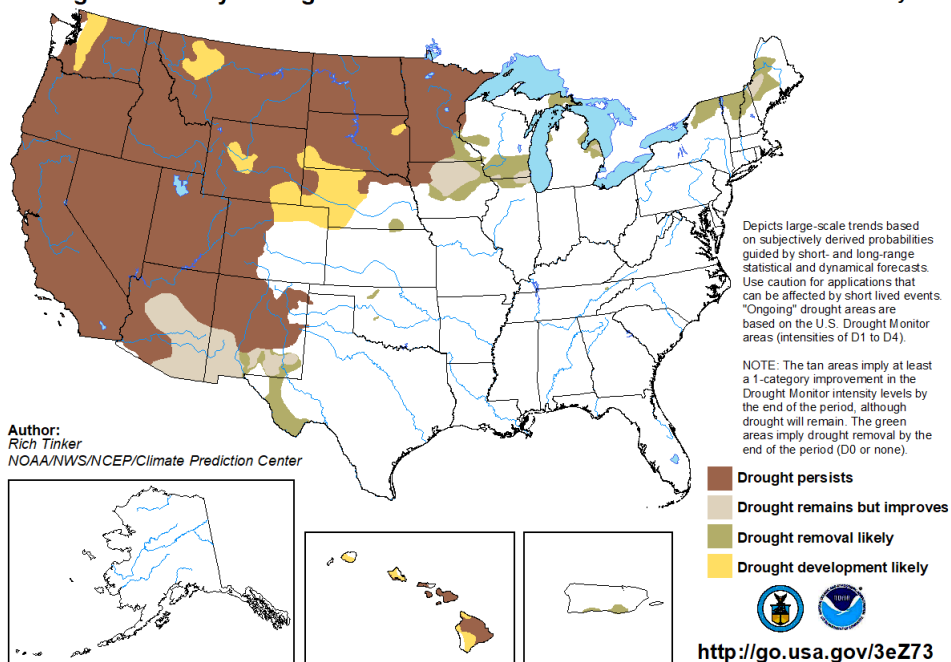 Depicts large-scale trends based
on subjectively derived probabilities
guided by short- and long-range
statistical and dynamical forecasts.
Use caution for applications that
can be affected by short lived events.
"Ongoing" drought areas are
based on the U.S. Drought Monitor
areas (intensities of D1 to D4).
NOTE: The tan areas imply at least
a 1-category improvement in the
Drought Monitor intensity levels by
the end of the period, although
drought will remain. The green
areas imply drought removal by the
end of the period (D0 or none).
Author:
Rich Tinker
NOAA/NWS/NCEP/Climate Prediction Center
Drought persists
Drought remains but improves
Drought removal likely
Drought development likely
http://go.usa.gov/3eZ73